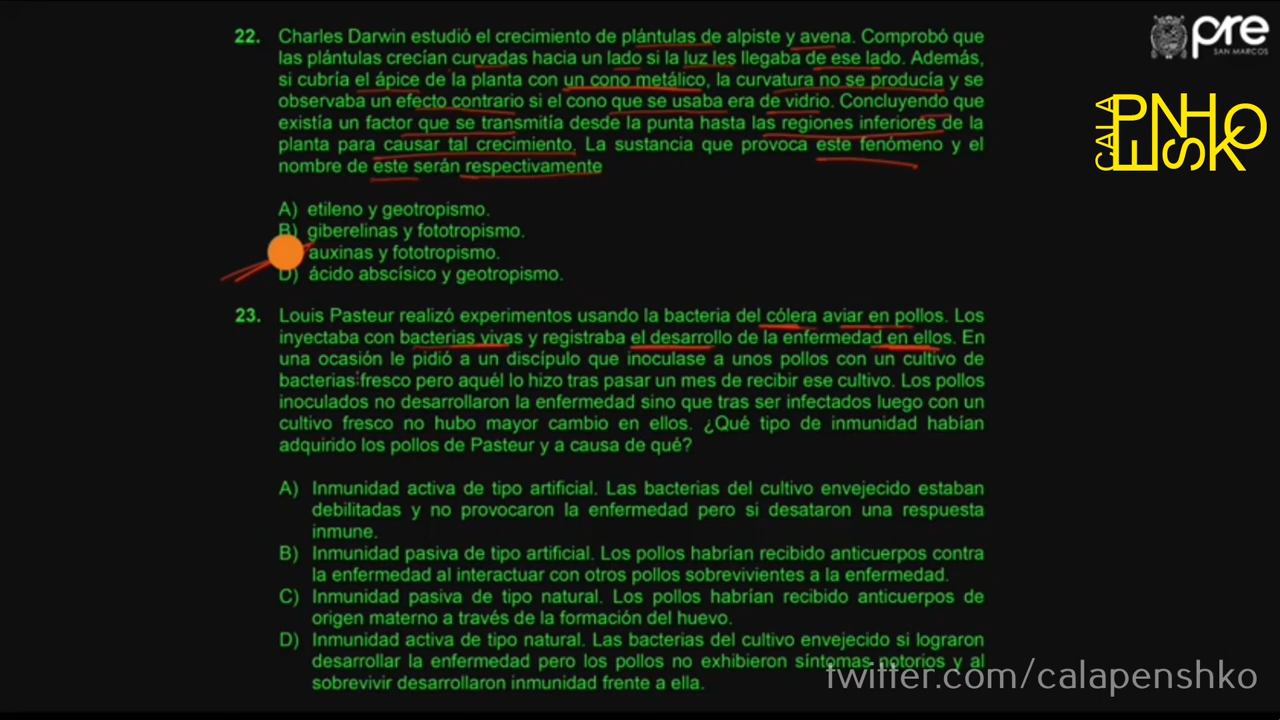 pre
SAN MARCOS
CALA PENSHKO
22. Charles Darwin estudió el crecimiento de plántulas de alpiste y avena. Comprobó que
las plántulas crecían curvadas hacia un lado si la luz les llegaba de ese lado. Además,
si cubría el ápice de la planta con un cono metálico, la curvatura no se producía y se
observaba un efecto contrario si el cono que se usaba era de vidrio. Concluyendo que
existía un factor que se transmitía desde la punta hasta las regiones inferiores de la
planta para causar tal crecimiento. La sustancia que provoca este fenómeno y el
nombre de este serán respectivamente
A) etileno y geotropismo.
B) giberelinas y fototropismo.
auxinas y fototropismo.
D) ácido abscísico y geotropismo.
23. Louis Pasteur realizó experimentos usando la bacteria del cólera aviar en pollos. Los
inyectaba con bacterias vivas y registraba el desarrollo de la enfermedad en ellos. En
una ocasión le pidió a un discípulo que inoculase a unos pollos con un cultivo de
bacterias fresco pero aquél lo hizo tras pasar un mes de recibir ese cultivo. Los pollos
inoculados no desarrollaron la enfermedad sino que tras ser infectados luego con un
cultivo fresco no hubo mayor cambio en ellos. ¿Qué tipo de inmunidad habían
adquirido los pollos de Pasteur y a causa de qué?
A) Inmunidad activa de tipo artificial. Las bacterias del cultivo envejecido estaban
debilitadas y no provocaron la enfermedad pero si desataron una respuesta
inmune.
B) Inmunidad pasiva de tipo artificial. Los pollos habrían recibido anticuerpos contra
la enfermedad al interactuar con otros pollos sobrevivientes a la enfermedad.
C) Inmunidad pasiva de tipo natural. Los pollos habrían recibido anticuerpos de
origen materno a través de la formación del huevo.
D) Inmunidad activa de tipo natural. Las bacterias del cultivo envejecido si lograron
desarrollar la enfermedad pero los pollos no exhibieron síntomas notorios y al
sobrevivir desarrollaron inmunidad frente a ella.
twitter.com/calapenshko